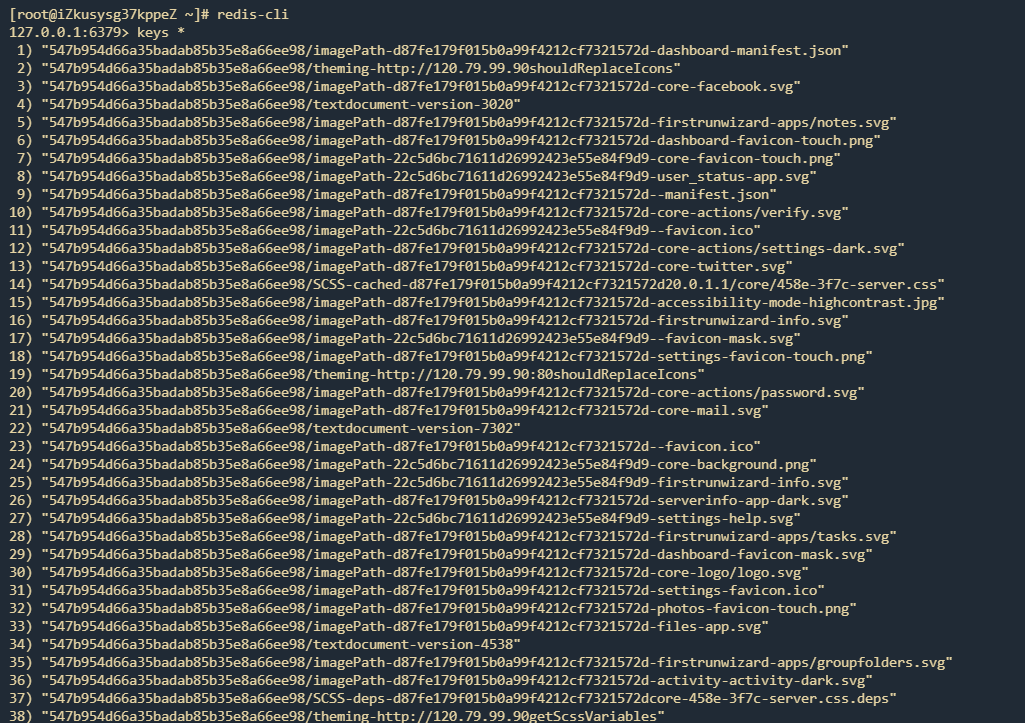 [root@iZkusysg37kppeZ ~]# redis-cli
127.0.0.1:6379> keys *
 1) "547b954d66a35badab85b35e8a66ee98/imagePath-d87fe179f015b0a99f4212cf7321572d-dashboard-manifest.json"
 2) "547b954d66a35badab85b35e8a66ee98/theming-http://120.79.99.90shouldReplaceIcons"
 3) "547b954d66a35badab85b35e8a66ee98/imagePath-d87fe179f015b0a99f4212cf7321572d-core-facebook.svg"
 4) "547b954d66a35badab85b35e8a66ee98/textdocument-version-3020"
 5) "547b954d66a35badab85b35e8a66ee98/imagePath-d87fe179f015b0a99f4212cf7321572d-firstrunwizard-apps/notes.svg"
 6) "547b954d66a35badab85b35e8a66ee98/imagePath-d87fe179f015b0a99f4212cf7321572d-dashboard-favicon-touch.png"
 7) "547b954d66a35badab85b35e8a66ee98/imagePath-22c5d6bc71611d26992423e55e84f9d9-core-favicon-touch.png"
 8) "547b954d66a35badab85b35e8a66ee98/imagePath-22c5d6bc71611d26992423e55e84f9d9-user_status-app.svg"
 9) "547b954d66a35badab85b35e8a66ee98/imagePath-d87fe179f015b0a99f4212cf7321572d--manifest.json"
10) "547b954d66a35badab85b35e8a66ee98/imagePath-d87fe179f015b0a99f4212cf7321572d-core-actions/verify.svg"
11) "547b954d66a35badab85b35e8a66ee98/imagePath-22c5d6bc71611d26992423e55e84f9d9--favicon.ico"
12) "547b954d66a35badab85b35e8a66ee98/imagePath-d87fe179f015b0a99f4212cf7321572d-core-actions/settings-dark.svg"
13) "547b954d66a35badab85b35e8a66ee98/imagePath-d87fe179f015b0a99f4212cf7321572d-core-twitter.svg"
14) "547b954d66a35badab85b35e8a66ee98/SCSS-cached-d87fe179f015b0a99f4212cf7321572d20.0.1.1/core/458e-3f7c-server.css"
15) "547b954d66a35badab85b35e8a66ee98/imagePath-d87fe179f015b0a99f4212cf7321572d-accessibility-mode-highcontrast.jpg"
16) "547b954d66a35badab85b35e8a66ee98/imagePath-d87fe179f015b0a99f4212cf7321572d-firstrunwizard-info.svg"
17) "547b954d66a35badab85b35e8a66ee98/imagePath-22c5d6bc71611d26992423e55e84f9d9--favicon-mask.svg"
18) "547b954d66a35badab85b35e8a66ee98/imagePath-d87fe179f015b0a99f4212cf7321572d-settings-favicon-touch.png"
19) "547b954d66a35badab85b35e8a66ee98/theming-http://120.79.99.90:80shouldReplaceIcons"
20) "547b954d66a35badab85b35e8a66ee98/imagePath-d87fe179f015b0a99f4212cf7321572d-core-actions/password.svg"
21) "547b954d66a35badab85b35e8a66ee98/imagePath-d87fe179f015b0a99f4212cf7321572d-core-mail.svg"
22) "547b954d66a35badab85b35e8a66ee98/textdocument-version-7302"
23) "547b954d66a35badab85b35e8a66ee98/imagePath-d87fe179f015b0a99f4212cf7321572d--favicon.ico"
24) "547b954d66a35badab85b35e8a66ee98/imagePath-22c5d6bc71611d26992423e55e84f9d9-core-background.png"
25) "547b954d66a35badab85b35e8a66ee98/imagePath-22c5d6bc71611d26992423e55e84f9d9-firstrunwizard-info.svg"
26) "547b954d66a35badab85b35e8a66ee98/imagePath-d87fe179f015b0a99f4212cf7321572d-serverinfo-app-dark.svg"
27) "547b954d66a35badab85b35e8a66ee98/imagePath-22c5d6bc71611d26992423e55e84f9d9-settings-help.svg"
28) "547b954d66a35badab85b35e8a66ee98/imagePath-d87fe179f015b0a99f4212cf7321572d-firstrunwizard-apps/tasks.svg"
29) "547b954d66a35badab85b35e8a66ee98/imagePath-d87fe179f015b0a99f4212cf7321572d-dashboard-favicon-mask.svg"
30) "547b954d66a35badab85b35e8a66ee98/imagePath-d87fe179f015b0a99f4212cf7321572d-core-logo/logo.svg"
31) "547b954d66a35badab85b35e8a66ee98/imagePath-d87fe179f015b0a99f4212cf7321572d-settings-favicon.ico"
32) "547b954d66a35badab85b35e8a66ee98/imagePath-d87fe179f015b0a99f4212cf7321572d-photos-favicon-touch.png"
33) "547b954d66a35badab85b35e8a66ee98/imagePath-d87fe179f015b0a99f4212cf7321572d-files-app.svg"
34) "547b954d66a35badab85b35e8a66ee98/textdocument-version-4538"
35) "547b954d66a35badab85b35e8a66ee98/imagePath-d87fe179f015b0a99f4212cf7321572d-firstrunwizard-apps/groupfolders.svg"
36) "547b954d66a35badab85b35e8a66ee98/imagePath-d87fe179f015b0a99f4212cf7321572d-activity-activity-dark.svg"
37) "547b954d66a35badab85b35e8a66ee98/SCSS-deps-d87fe179f015b0a99f4212cf7321572dcore-458e-3f7c-server.css.deps"
38) "547b954d66a35badab85b35e8a66ee98/theming-http://120.79.99.90getScssVariables"